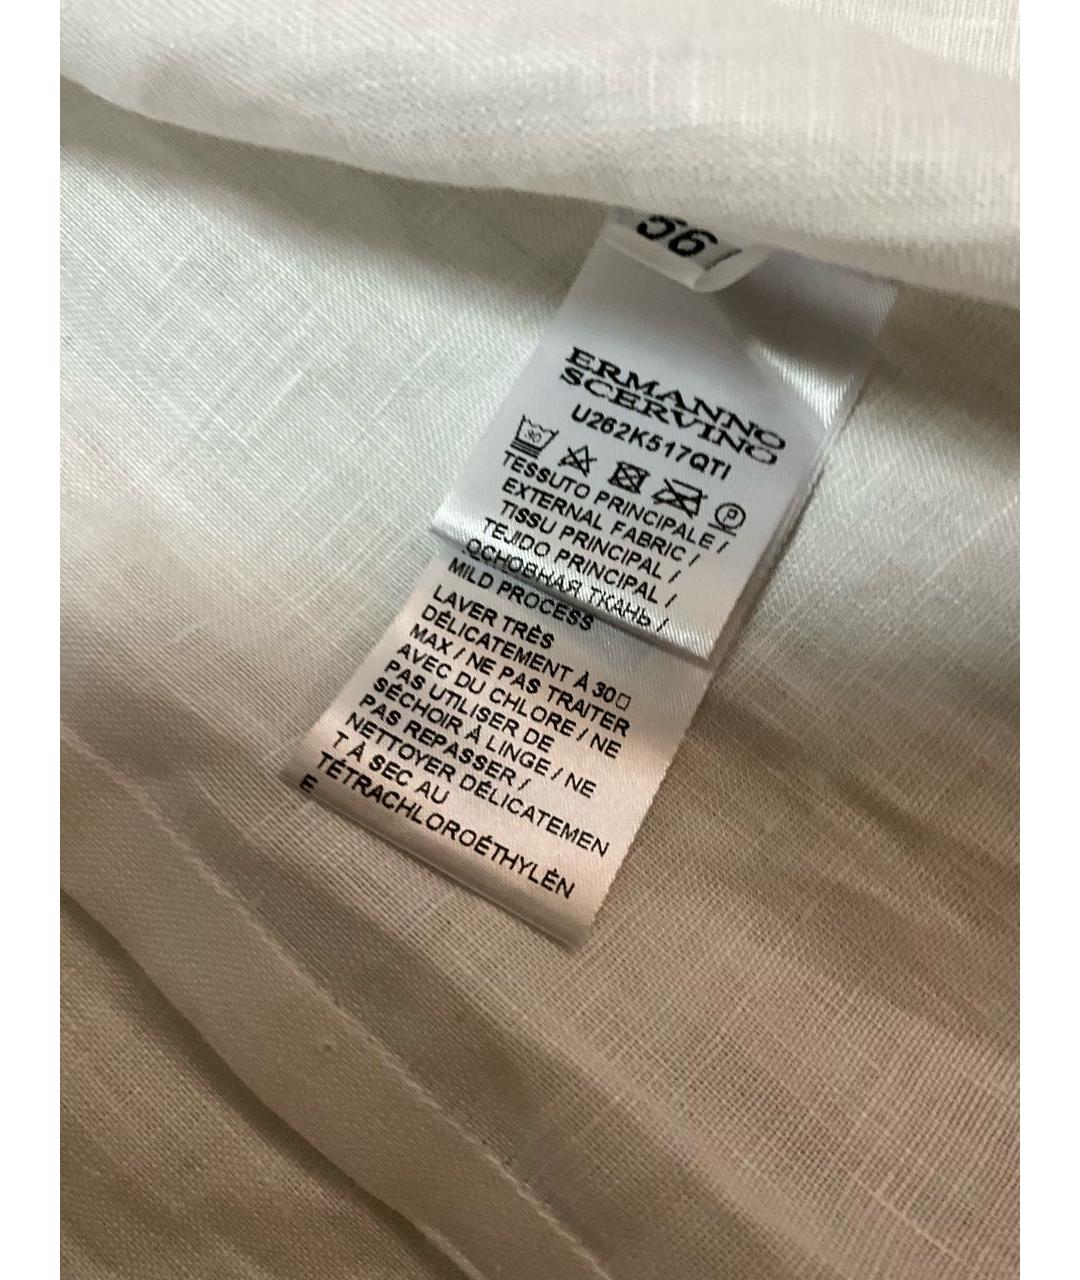 56
ERMANNO
SCERVINO
U262K517QTI
30
P
TESSUTO PRINCIPALE /
EXTERNAL FABRIC /
TISSU PRINCIPAL /
TEJIDO PRINCIPAL /
ОСНОВНАЯ ТКАНЬ /
MILD PROCESS
LAVER TRÈS
DÉLICATEMENT À 30□
MAX / NE PAS TRAITER
AVEC DU CHLORE / NE
PAS UTILISER DE
SÉCHOIR À LINGE / NE
PAS REPASSER /
NETTOYER DÉLICATEMEN
T À SEC AU
TÉTRACHLOROÉTHYLÈN
E